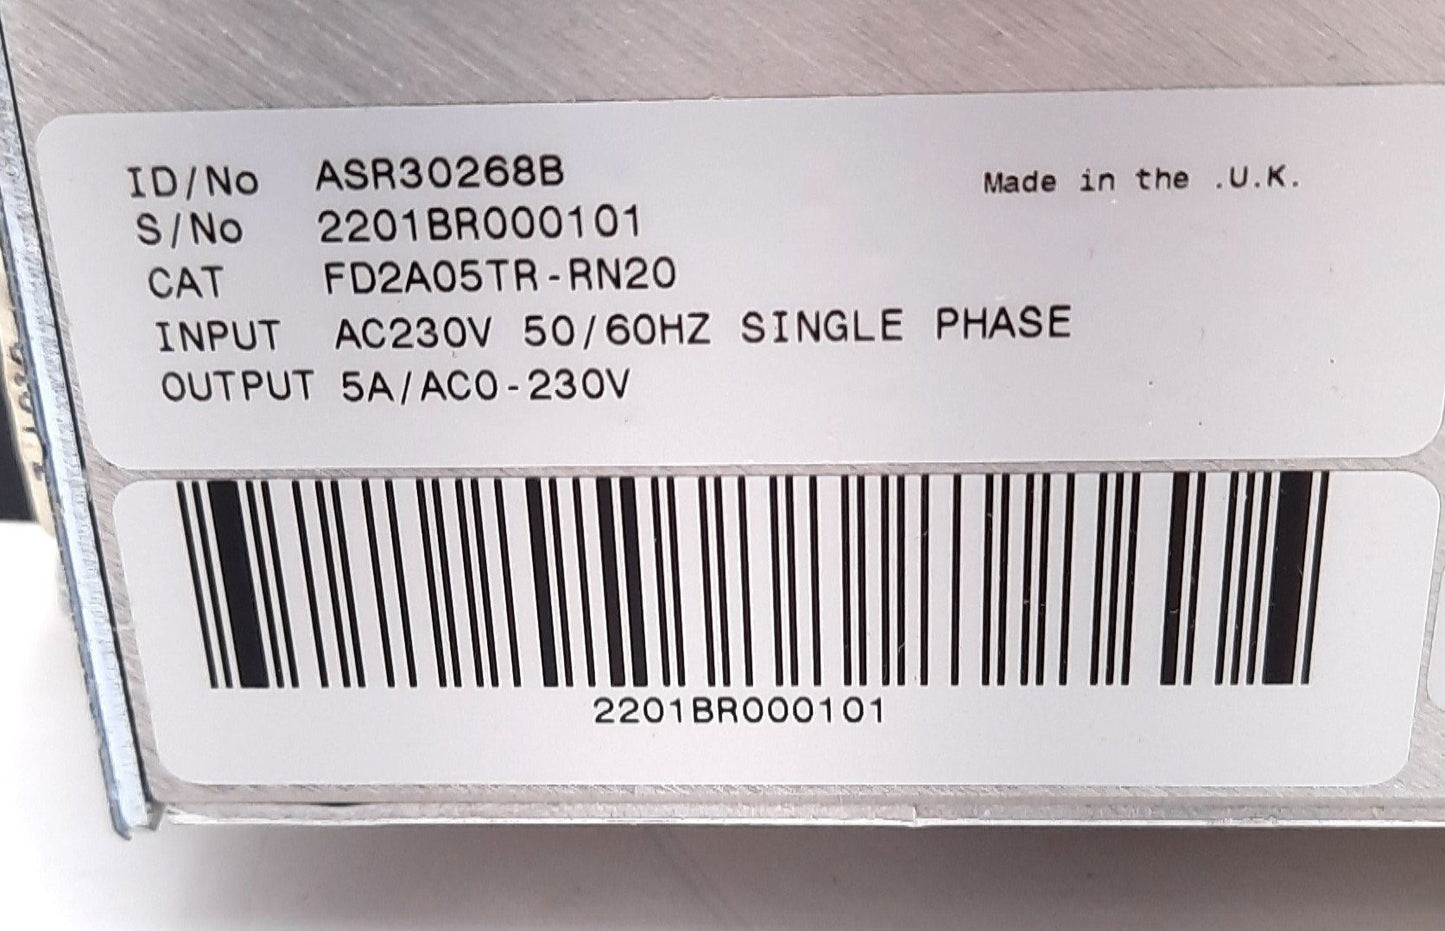 ID/No ASR30268B
Made in the .U.K.
S/No 2201BR000101
CAT FD2A05TR-RN20
INPUT AC230V 50/60HZ SINGLE PHASE
OUTPUT 5A/AC0-230V
2201BR000101